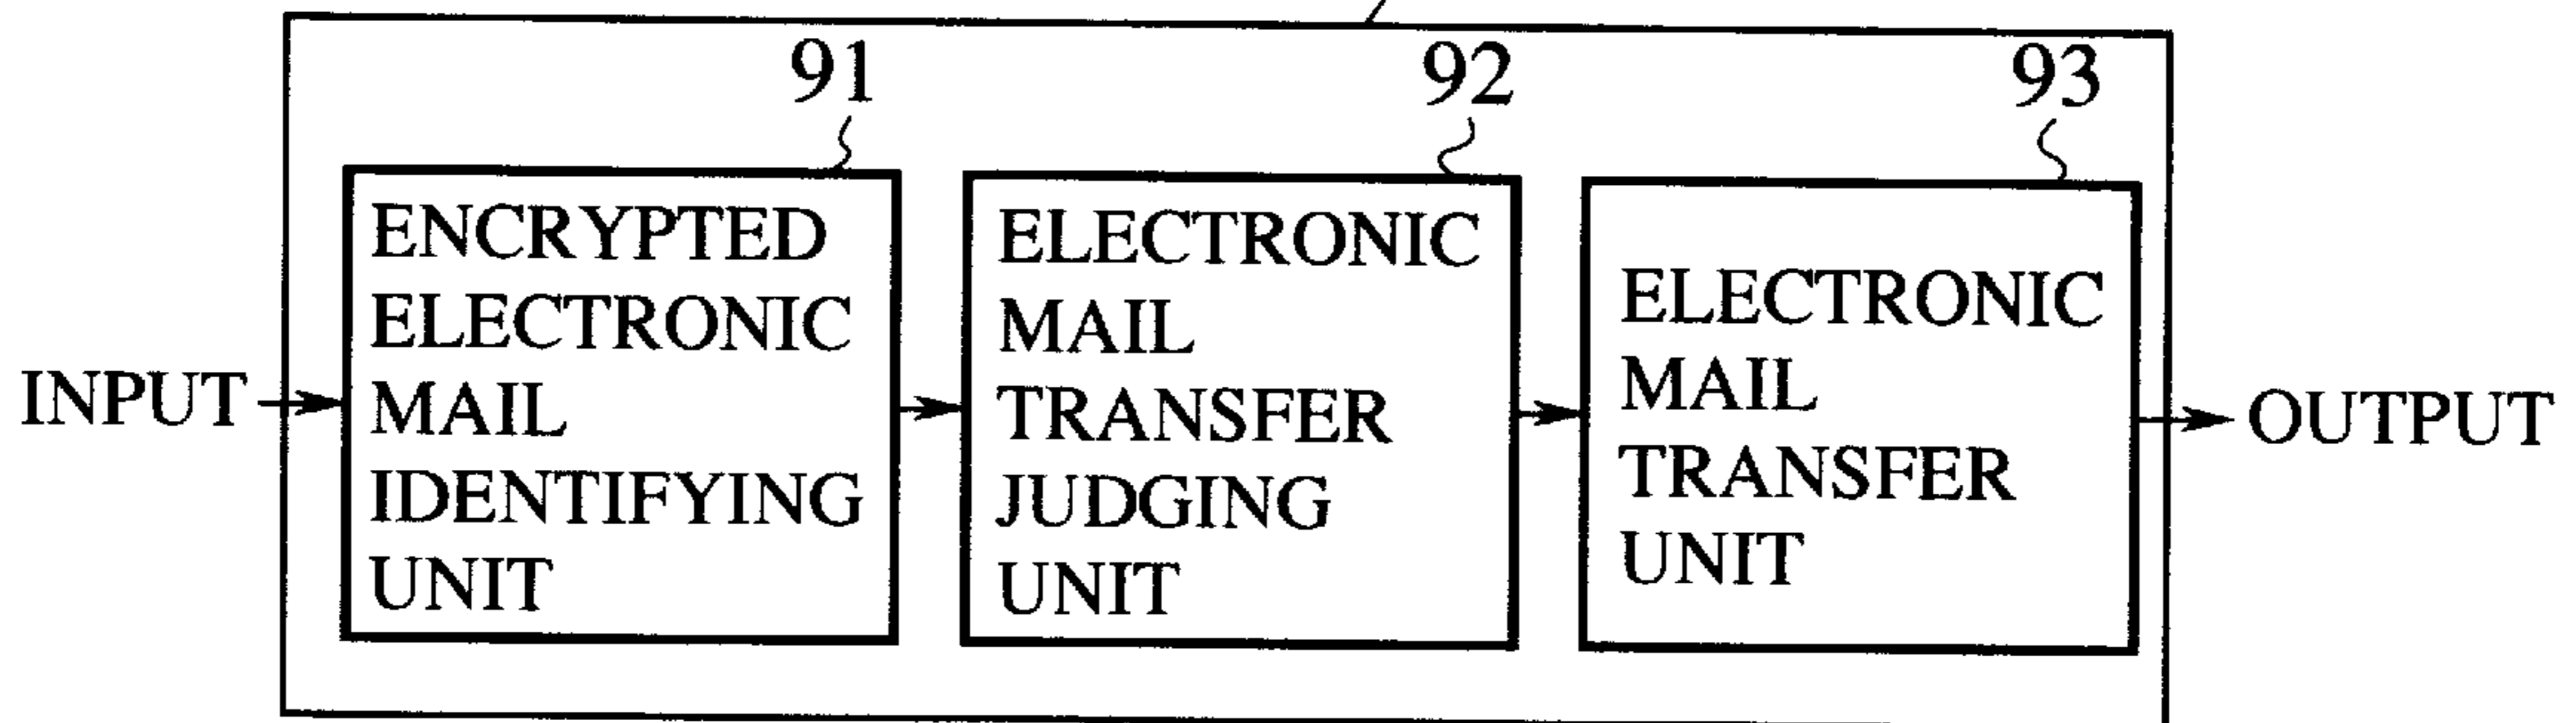 91
92
93
ENCRYPTED
ELECTRONIC
MAIL
IDENTIFYING
UNIT
ELECTRONIC
MAIL
TRANSFER
JUDGING
UNIT
ELECTRONIC
MAIL
TRANSFER
UNIT
INPUT
OUTPUT